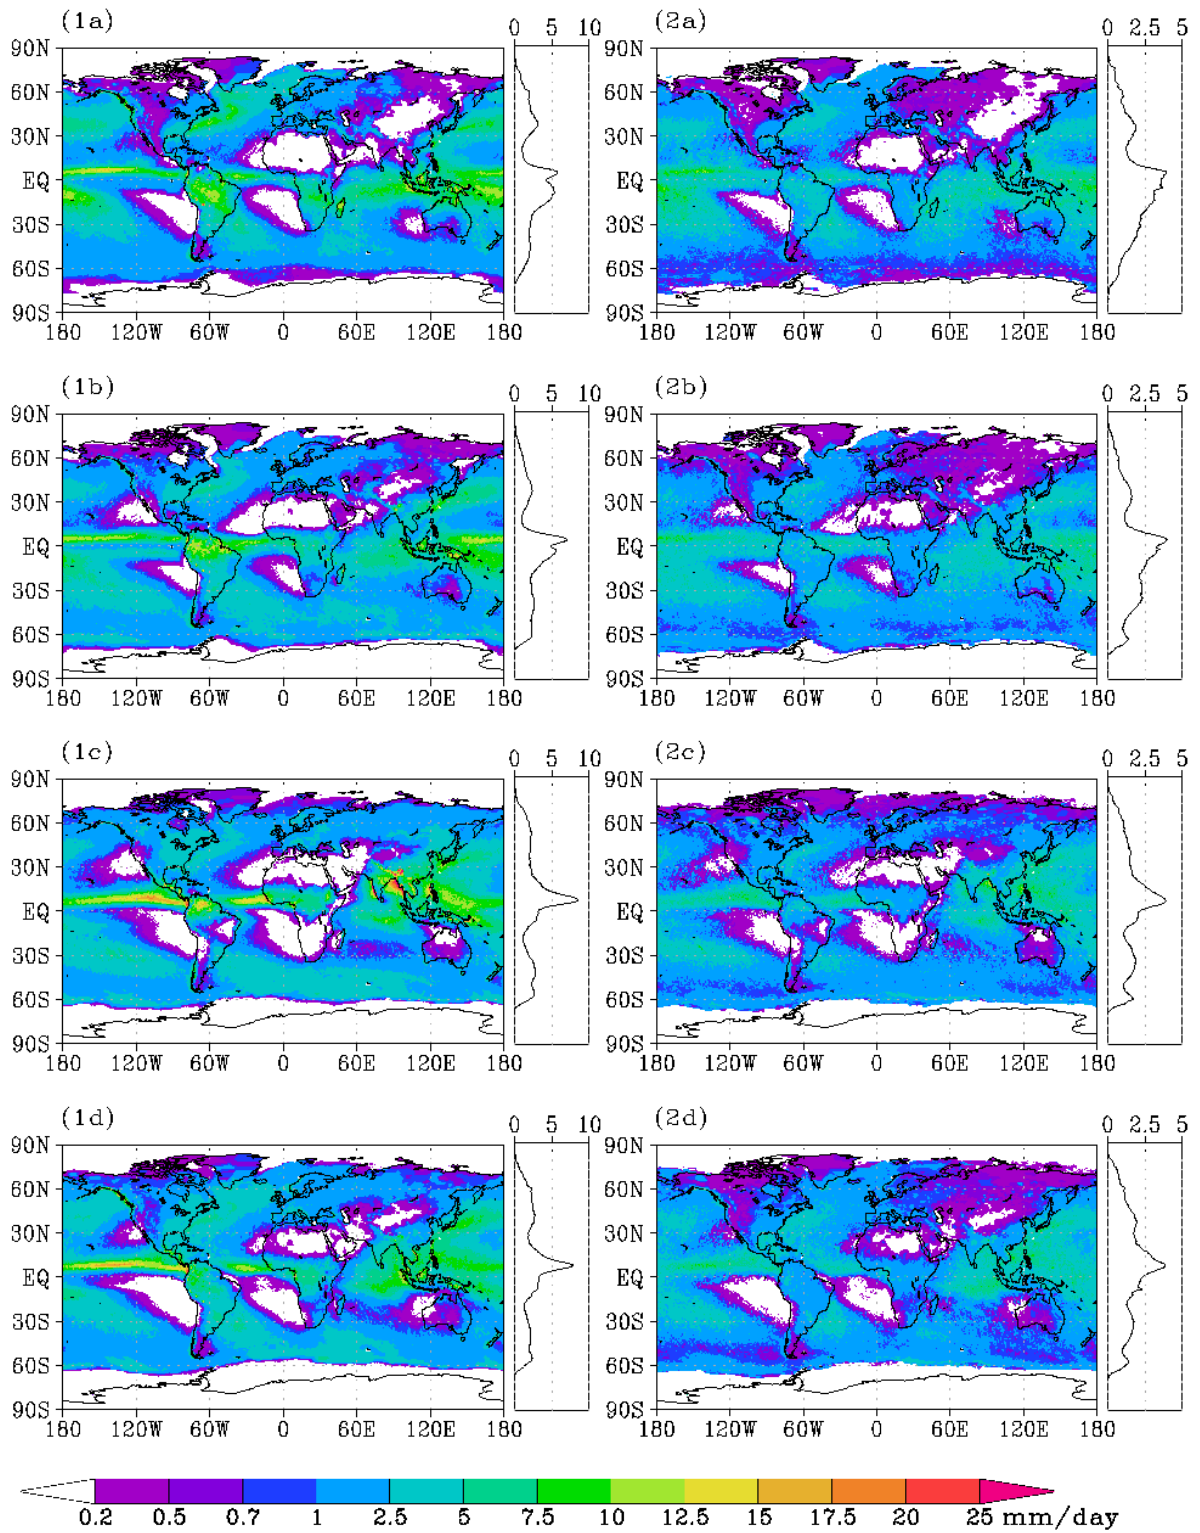 (1a) 0 5 10 (2a) 0 2.5 5
90N 90N
60N 60N
30N 30N
EQ EQ
30S 30S
60S 60S
90S 90S
180 120W 60W 0 60E 120E 180 180 120W 60W 0 60E 120E 180
(1b) 0 5 10 (2b) 0 2.5 5
90N 90N
60N 60N
30N 30N
EQ EQ
30S 30S
60S 60S
90S 90S
180 120W 60W 0 60E 120E 180 180 120W 60W 0 60E 120E 180
(1c) 0 5 10 (2c) 0 2.5 5
90N 90N
60N 60N
30N 30N
EQ EQ
30S 30S
60S 60S
90S 90S
180 120W 60W 0 60E 120E 180 180 120W 60W 0 60E 120E 180
(1d) 0 5 10 (2d) 0 2.5 5
90N 90N
60N 60N
30N 30N
EQ EQ
30S 30S
60S 60S
90S 90S
180 120W 60W 0 60E 120E 180 180 120W 60W 0 60E 120E 180
0.2 0.5 0.7 1 2.5 5 7.5 10 12.5 15 17.5 20 25 mm/day